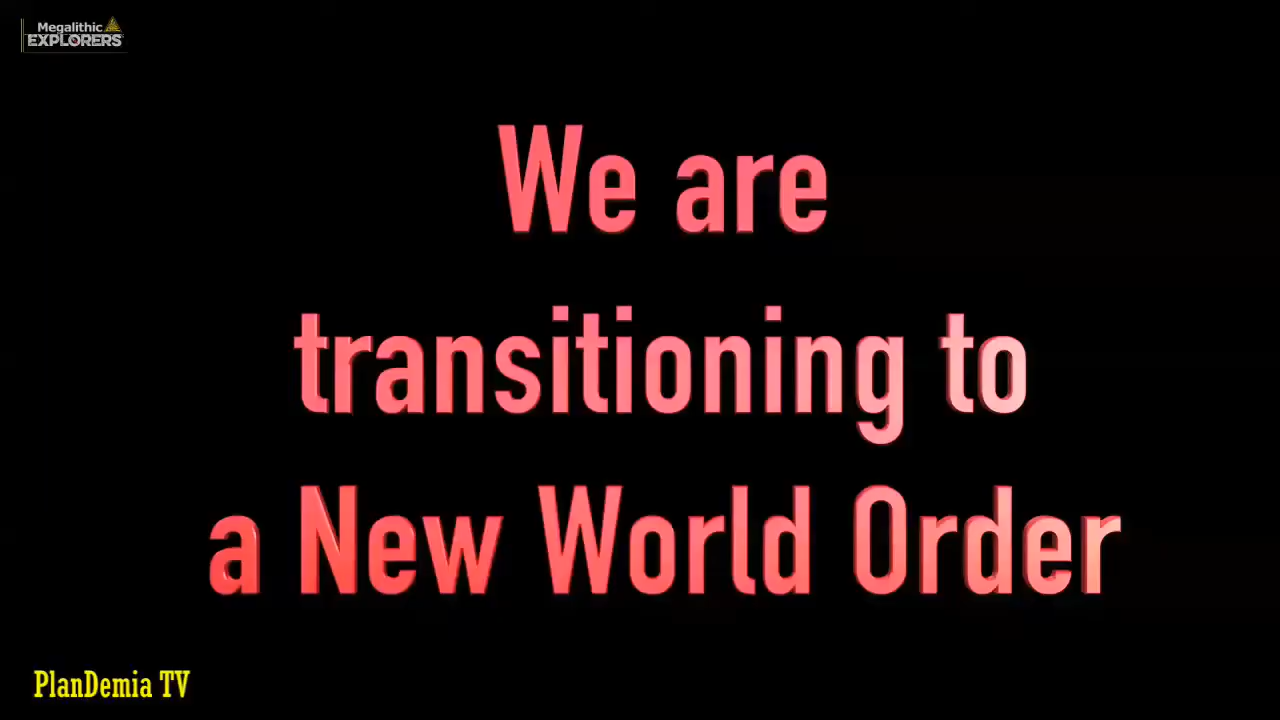 Megalithic
EXPLORERS
We are
transitioning to
a New World Order
PlanDemia TV